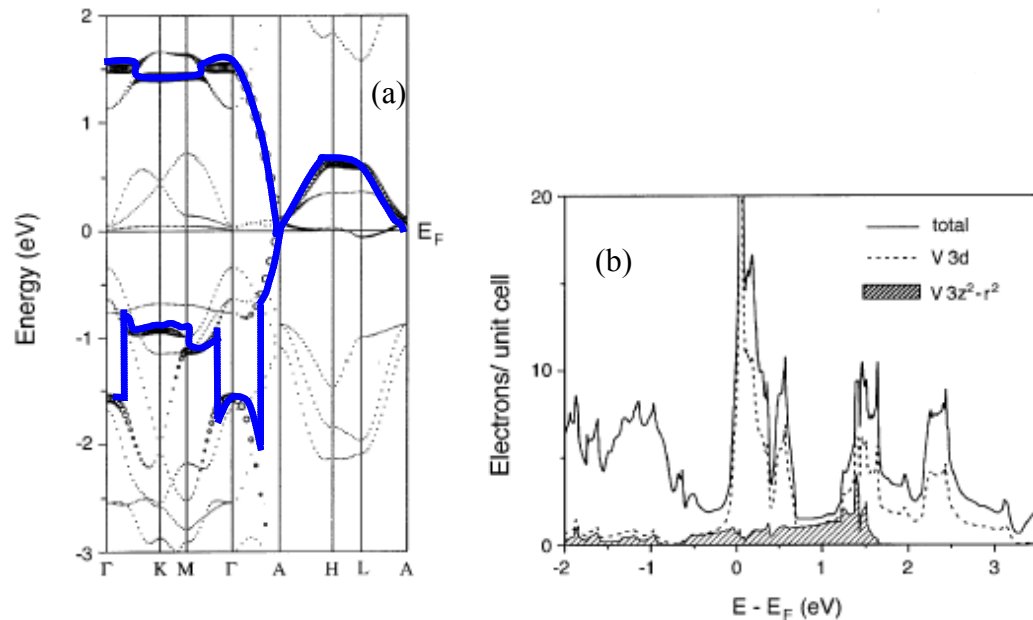 2
1
0
-1
-2
-3
Energy (eV)
(a)
E_F
Γ K M Γ A H L A
20
10
0
Electrons/ unit cell
(b)
total
V 3d
V 3z²-r²
-2 -1 0 1 2 3
E - E_F (eV)